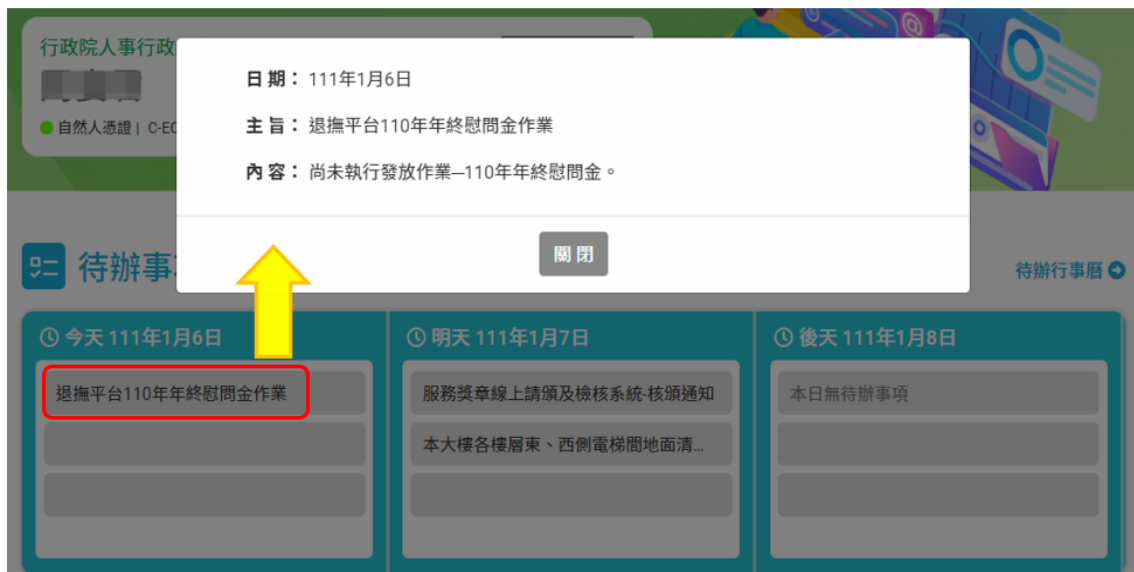 行政院人事行政
自然人憑證 | C-EC
日 期： 111年1月6日
主 旨： 退撫平台110年年終慰問金作業
內 容： 尚未執行發放作業—110年年終慰問金。
關 閉
待辦事
待辦行事曆
今天 111年1月6日
退撫平台110年年終慰問金作業
明天 111年1月7日
服務獎章線上請頒及檢核系統-核頒通知
本大樓各樓層東、西側電梯間地面清...
後天 111年1月8日
本日無待辦事項